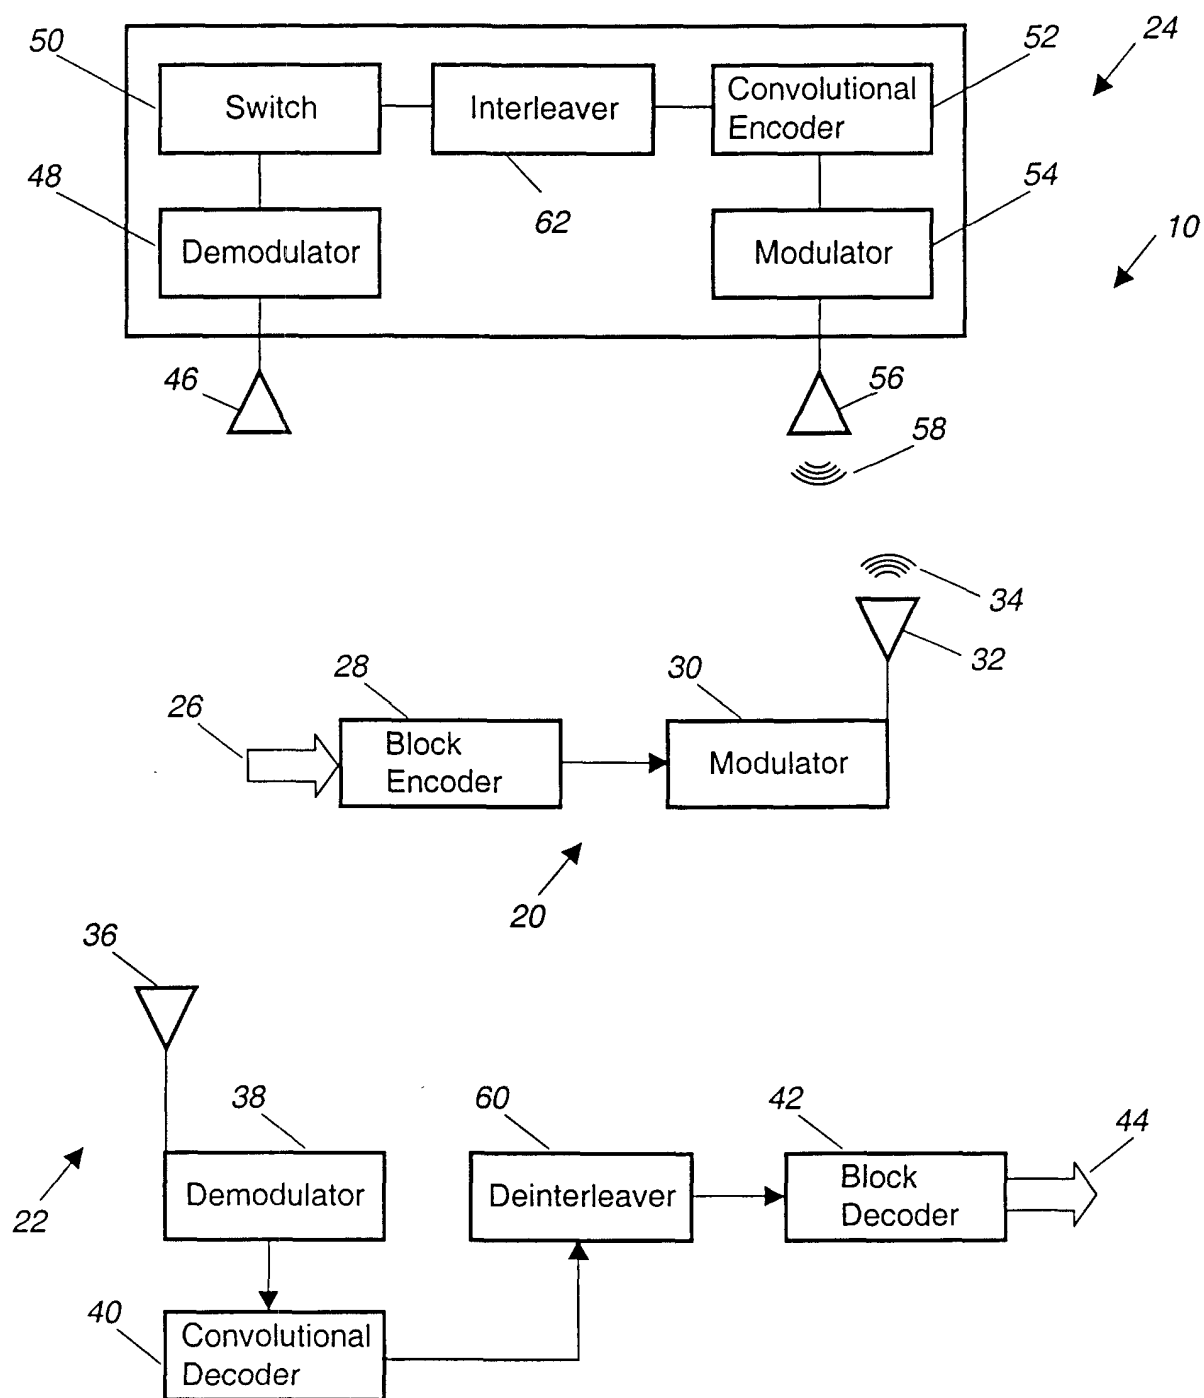 24
50
52
Switch
Interleaver
Convolutional
Encoder
48
62
54
10
Demodulator
Modulator
46
56
58
34
32
28
30
26
Block
Encoder
Modulator
20
36
38
60
42
44
Demodulator
Deinterleaver
Block
Decoder
22
40
Convolutional
Decoder